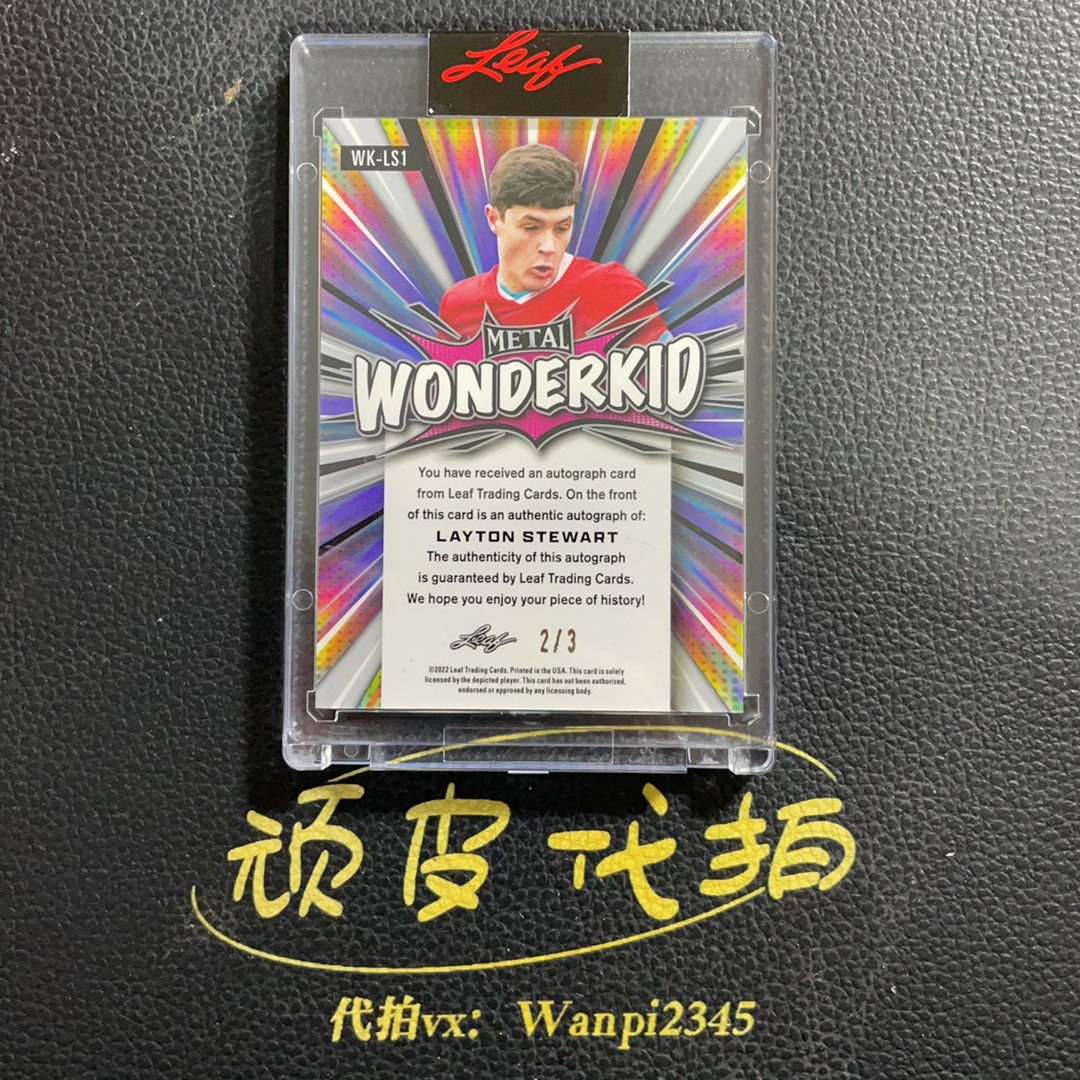 Leaf
WK-LS1
METAL
WONDERKID
You have received an autograph card
from Leaf Trading Cards. On the front
of this card is an authentic autograph of:
LAYTON STEWART
The authenticity of this autograph
is guaranteed by Leaf Trading Cards.
We hope you enjoy your piece of history!
Leaf 2/3
©2022 Leaf Trading Cards. Printed in the USA. This card is solely
licensed by the depicted player. This card has not been authorized,
endorsed or approved by any licensing body.
顽皮代拍
代拍vx: Wanpi2345